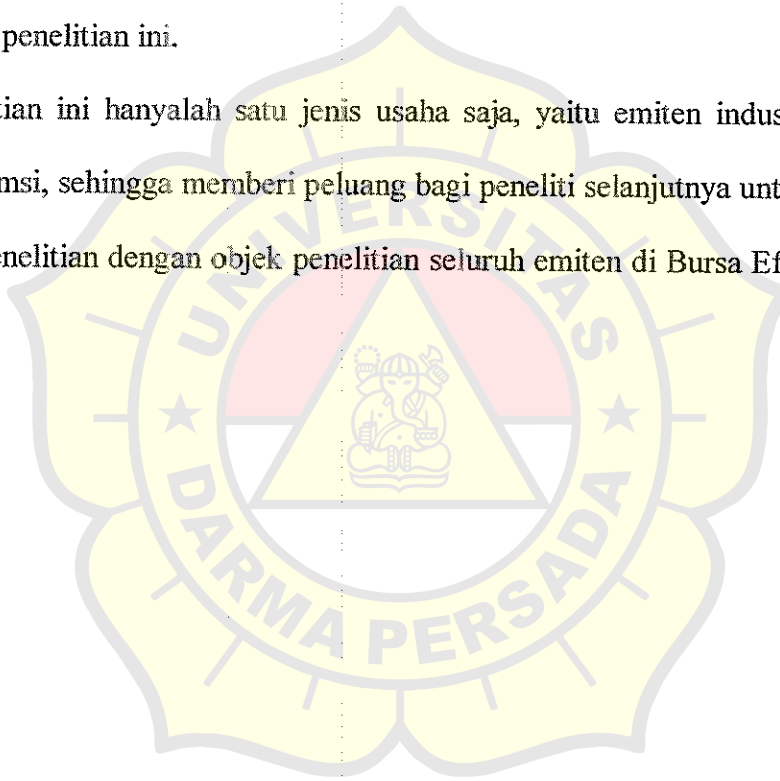 penelitian ini.
tian ini hanyalah satu jenis usaha saja, yaitu emiten indus
msi, sehingga memberi peluang bagi peneliti selanjutnya unt
enelitian dengan objek penelitian seluruh emiten di Bursa Ef
UNIVERSITAS
DARMA PERSADA